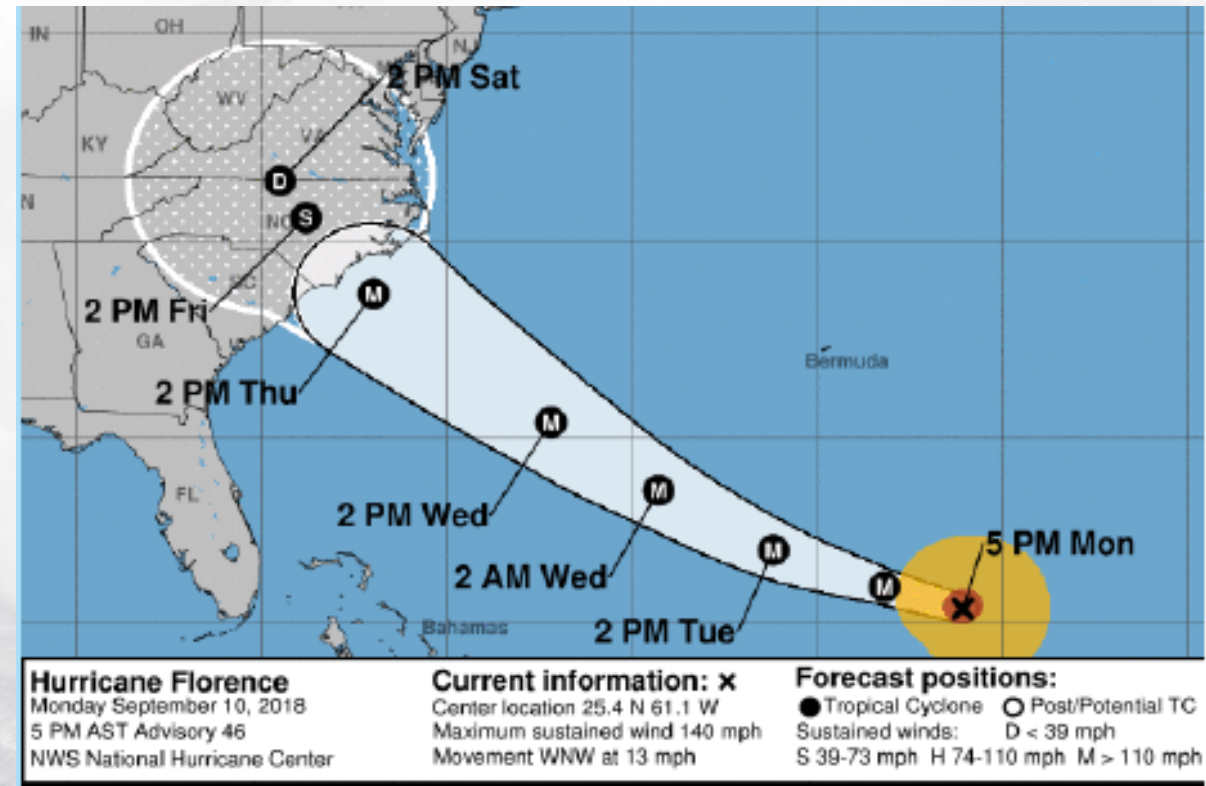 OH
IN
NJ
2 PM Sat
WV
KY
VA
D
N
NC
S
SC
M
2 PM Fri
GA
Bermuda
2 PM Thu
M
M
FL
2 PM Wed
M
5 PM Mon
2 AM Wed
M
2 PM Tue
Bahamas
Hurricane Florence
Monday September 10, 2018
5 PM AST Advisory 46
NWS National Hurricane Center
Current information: x
Center location 25.4 N 61.1 W
Maximum sustained wind 140 mph
Movement WNW at 13 mph
Forecast positions:
Tropical Cyclone Post/Potential TC
Sustained winds: D < 39 mph
S 39-73 mph H 74-110 mph M > 110 mph